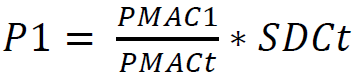 P1 = PMAC1/PMACt * SDCt